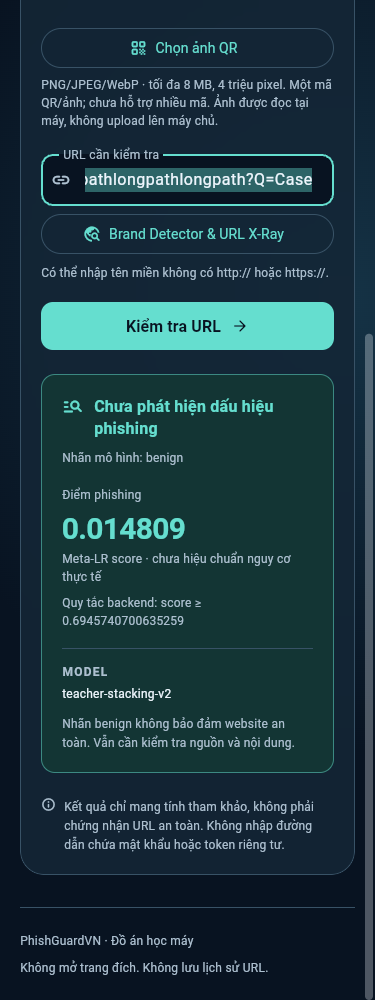 Chọn ảnh QR
PNG/JPEG/WebP · tối đa 8 MB, 4 triệu pixel. Một mã
QR/ảnh; chưa hỗ trợ nhiều mã. Ảnh được đọc tại
máy, không upload lên máy chủ.
URL cần kiểm tra
pathlongpathlongpath?Q=Case
Brand Detector & URL X-Ray
Có thể nhập tên miền không có http:// hoặc https://.
Kiểm tra URL
Chưa phát hiện dấu hiệu
phishing
Nhãn mô hình: benign
Điểm phishing
0.014809
Meta-LR score · chưa hiệu chuẩn nguy cơ
thực tế
Quy tắc backend: score ≥
0.6945740700635259
MODEL
teacher-stacking-v2
Nhãn benign không bảo đảm website an
toàn. Vẫn cần kiểm tra nguồn và nội dung.
Kết quả chỉ mang tính tham khảo, không phải
chứng nhận URL an toàn. Không nhập đường
dẫn chứa mật khẩu hoặc token riêng tư.
PhishGuardVN · Đồ án học máy
Không mở trang đích. Không lưu lịch sử URL.